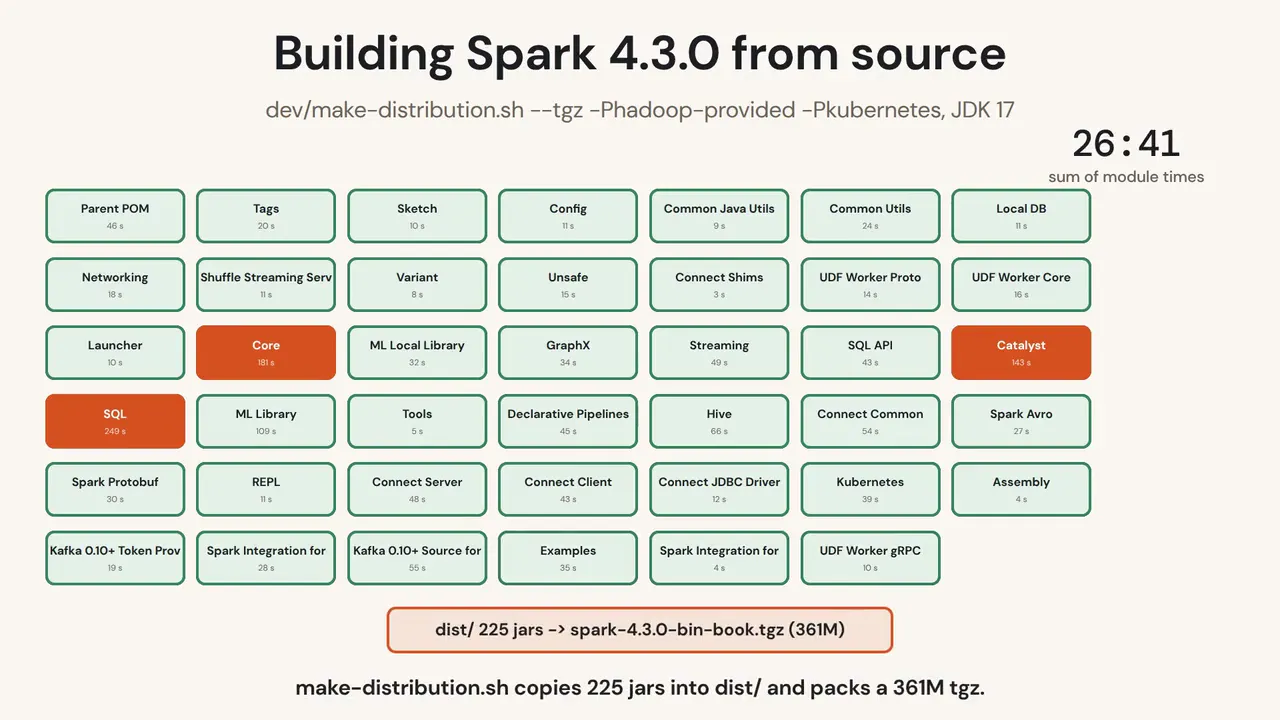 Building Spark 4.3.0 from source
dev/make-distribution.sh --tgz -Phadoop-provided -Pkubernetes, JDK 17
26:41
sum of module times
Parent POM
46 s
Tags
20 s
Sketch
10 s
Config
11 s
Common Java Utils
9 s
Common Utils
24 s
Local DB
11 s
Networking
18 s
Shuffle Streaming Serv
11 s
Variant
8 s
Unsafe
15 s
Connect Shims
3 s
UDF Worker Proto
14 s
UDF Worker Core
16 s
Launcher
10 s
Core
181 s
ML Local Library
32 s
GraphX
34 s
Streaming
49 s
SQL API
43 s
Catalyst
143 s
SQL
249 s
ML Library
109 s
Tools
5 s
Declarative Pipelines
45 s
Hive
66 s
Connect Common
54 s
Spark Avro
27 s
Spark Protobuf
30 s
REPL
11 s
Connect Server
48 s
Connect Client
43 s
Connect JDBC Driver
12 s
Kubernetes
39 s
Assembly
4 s
Kafka 0.10+ Token Prov
19 s
Spark Integration for
28 s
Kafka 0.10+ Source for
55 s
Examples
35 s
Spark Integration for
4 s
UDF Worker gRPC
10 s
dist/ 225 jars -> spark-4.3.0-bin-book.tgz (361M)
make-distribution.sh copies 225 jars into dist/ and packs a 361M tgz.